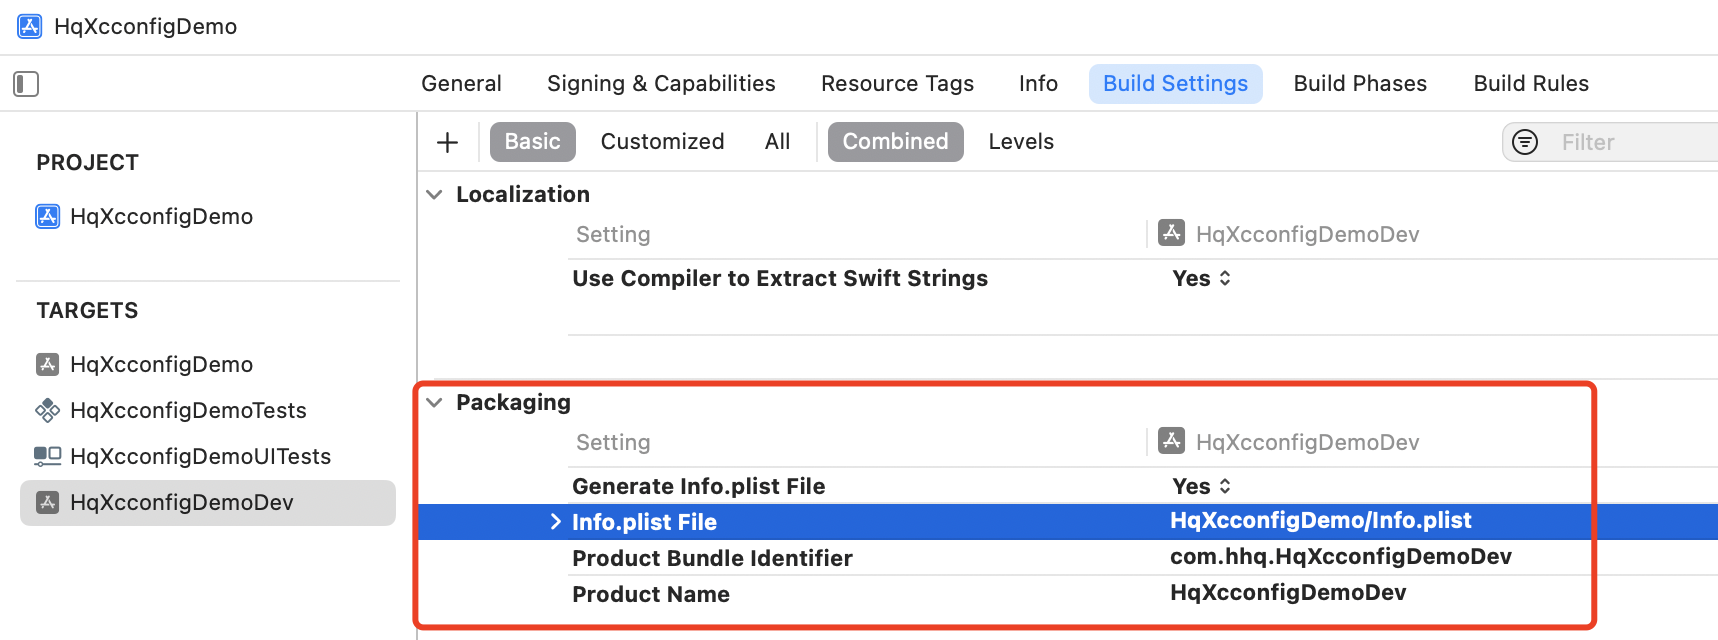 HqXcconfigDemo
General Signing & Capabilities Resource Tags Info Build Settings Build Phases Build Rules
Basic Customized All Combined Levels Filter
PROJECT
HqXcconfigDemo
TARGETS
HqXcconfigDemo
HqXcconfigDemoTests
HqXcconfigDemoUITests
HqXcconfigDemoDev
Localization
Setting HqXcconfigDemoDev
Use Compiler to Extract Swift Strings Yes
Packaging
Setting HqXcconfigDemoDev
Generate Info.plist File Yes
Info.plist File HqXcconfigDemo/Info.plist
Product Bundle Identifier com.hhq.HqXcconfigDemoDev
Product Name HqXcconfigDemoDev